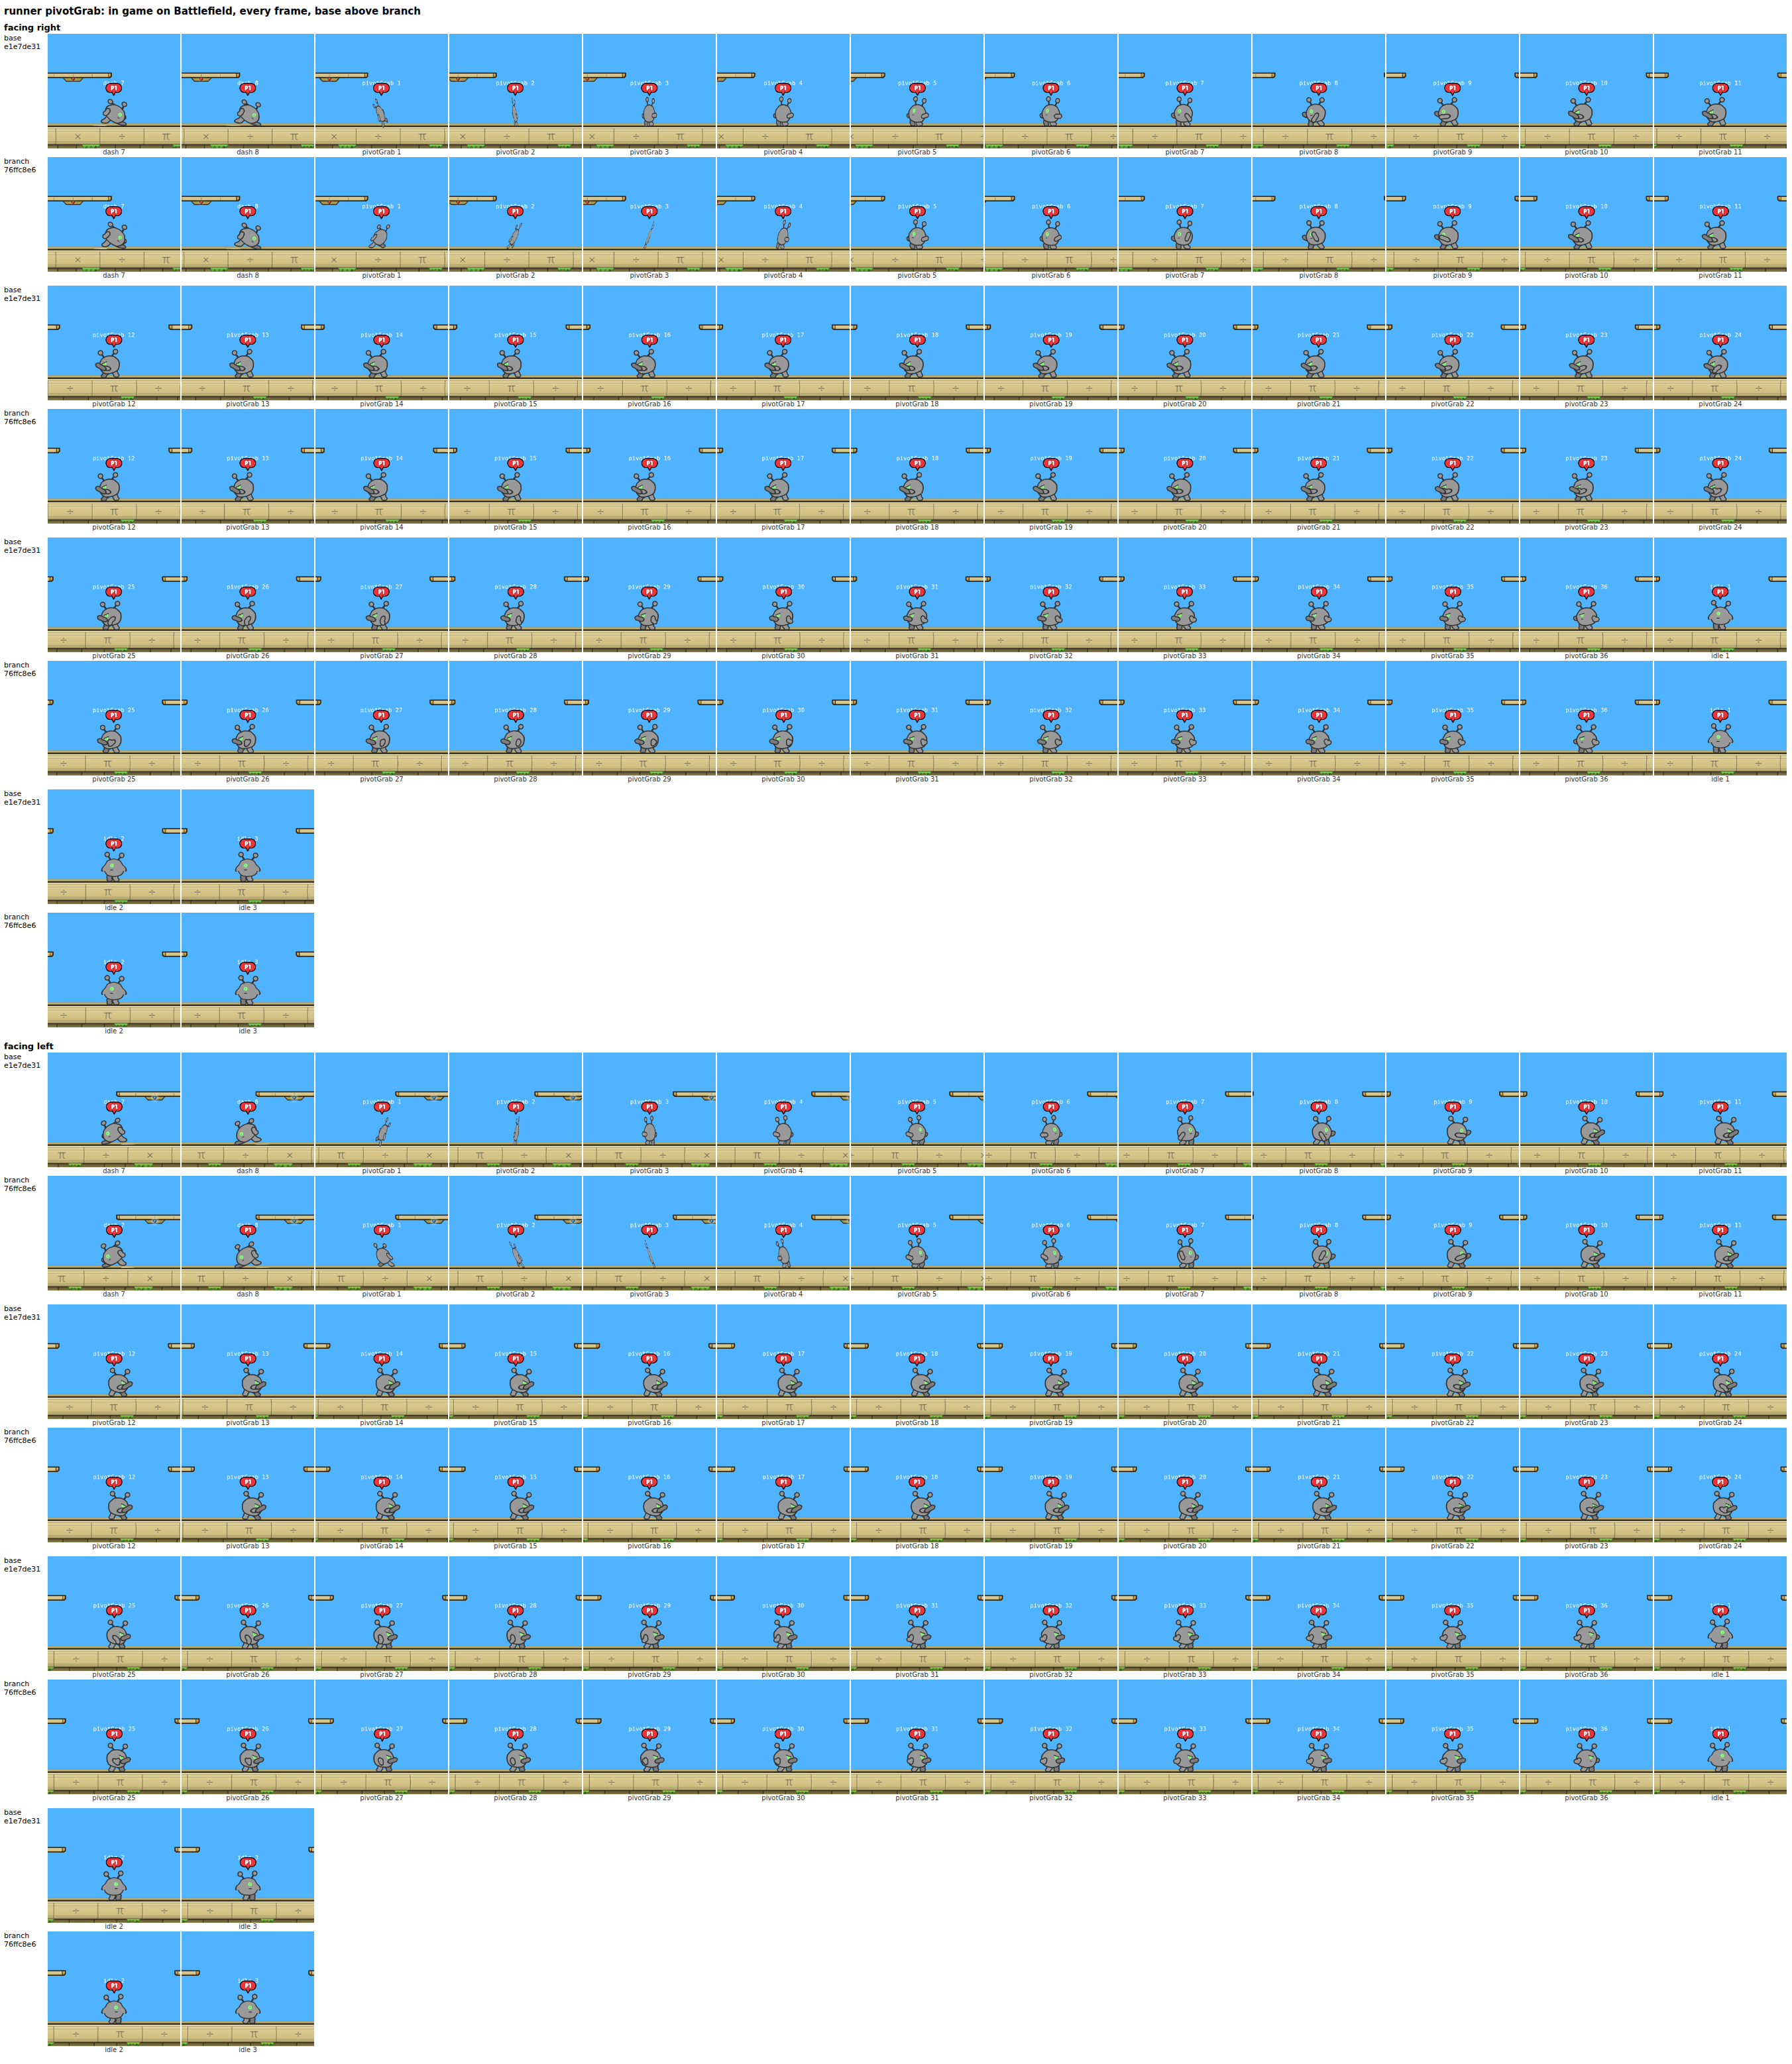 runner pivotGrab: in game on Battlefield, every frame, base above branch
facing right
base
e1e7de31
dash 7 dash 8 pivotGrab 1 pivotGrab 2 pivotGrab 3 pivotGrab 4 pivotGrab 5 pivotGrab 6 pivotGrab 7 pivotGrab 8 pivotGrab 9 pivotGrab 10 pivotGrab 11
branch
76ffc8e6
dash 7 dash 8 pivotGrab 1 pivotGrab 2 pivotGrab 3 pivotGrab 4 pivotGrab 5 pivotGrab 6 pivotGrab 7 pivotGrab 8 pivotGrab 9 pivotGrab 10 pivotGrab 11
base
e1e7de31
pivotGrab 12 pivotGrab 13 pivotGrab 14 pivotGrab 15 pivotGrab 16 pivotGrab 17 pivotGrab 18 pivotGrab 19 pivotGrab 20 pivotGrab 21 pivotGrab 22 pivotGrab 23 pivotGrab 24
branch
76ffc8e6
pivotGrab 12 pivotGrab 13 pivotGrab 14 pivotGrab 15 pivotGrab 16 pivotGrab 17 pivotGrab 18 pivotGrab 19 pivotGrab 20 pivotGrab 21 pivotGrab 22 pivotGrab 23 pivotGrab 24
base
e1e7de31
pivotGrab 25 pivotGrab 26 pivotGrab 27 pivotGrab 28 pivotGrab 29 pivotGrab 30 pivotGrab 31 pivotGrab 32 pivotGrab 33 pivotGrab 34 pivotGrab 35 pivotGrab 36 idle 1
branch
76ffc8e6
pivotGrab 25 pivotGrab 26 pivotGrab 27 pivotGrab 28 pivotGrab 29 pivotGrab 30 pivotGrab 31 pivotGrab 32 pivotGrab 33 pivotGrab 34 pivotGrab 35 pivotGrab 36 idle 1
base
e1e7de31
idle 2 idle 3
branch
76ffc8e6
idle 2 idle 3
facing left
base
e1e7de31
dash 7 dash 8 pivotGrab 1 pivotGrab 2 pivotGrab 3 pivotGrab 4 pivotGrab 5 pivotGrab 6 pivotGrab 7 pivotGrab 8 pivotGrab 9 pivotGrab 10 pivotGrab 11
branch
76ffc8e6
dash 7 dash 8 pivotGrab 1 pivotGrab 2 pivotGrab 3 pivotGrab 4 pivotGrab 5 pivotGrab 6 pivotGrab 7 pivotGrab 8 pivotGrab 9 pivotGrab 10 pivotGrab 11
base
e1e7de31
pivotGrab 12 pivotGrab 13 pivotGrab 14 pivotGrab 15 pivotGrab 16 pivotGrab 17 pivotGrab 18 pivotGrab 19 pivotGrab 20 pivotGrab 21 pivotGrab 22 pivotGrab 23 pivotGrab 24
branch
76ffc8e6
pivotGrab 12 pivotGrab 13 pivotGrab 14 pivotGrab 15 pivotGrab 16 pivotGrab 17 pivotGrab 18 pivotGrab 19 pivotGrab 20 pivotGrab 21 pivotGrab 22 pivotGrab 23 pivotGrab 24
base
e1e7de31
pivotGrab 25 pivotGrab 26 pivotGrab 27 pivotGrab 28 pivotGrab 29 pivotGrab 30 pivotGrab 31 pivotGrab 32 pivotGrab 33 pivotGrab 34 pivotGrab 35 pivotGrab 36 idle 1
branch
76ffc8e6
pivotGrab 25 pivotGrab 26 pivotGrab 27 pivotGrab 28 pivotGrab 29 pivotGrab 30 pivotGrab 31 pivotGrab 32 pivotGrab 33 pivotGrab 34 pivotGrab 35 pivotGrab 36 idle 1
base
e1e7de31
idle 2 idle 3
branch
76ffc8e6
idle 2 idle 3